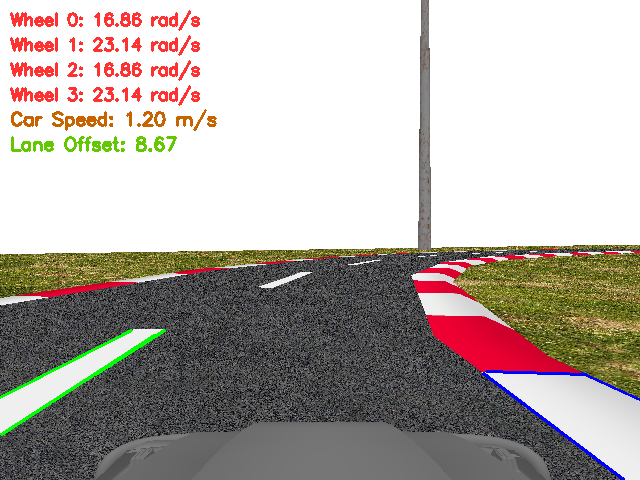 Wheel 0: 16.86 rad/s
Wheel 1: 23.14 rad/s
Wheel 2: 16.86 rad/s
Wheel 3: 23.14 rad/s
Car Speed: 1.20 m/s
Lane Offset: 8.67